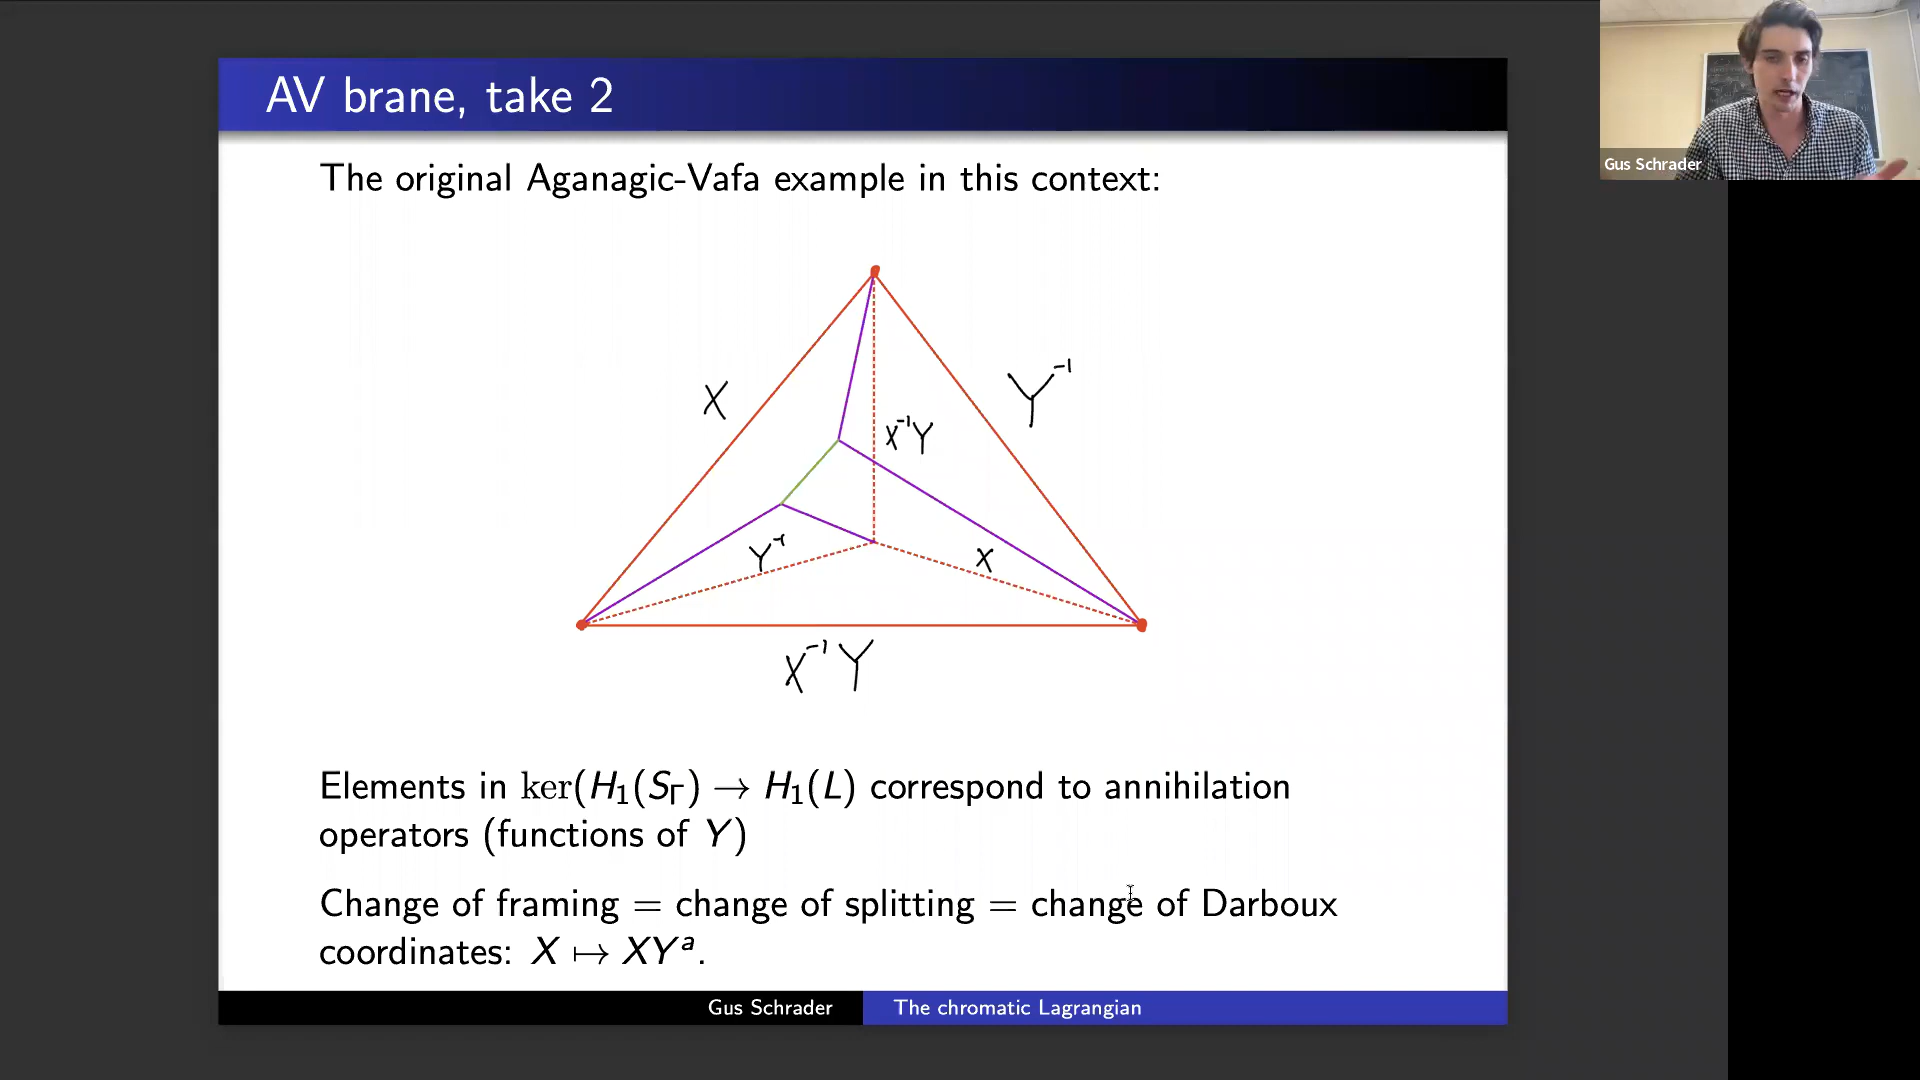 AV brane, take 2
Gus Schrader
The original Aganagic-Vafa example in this context:
X
Y⁻¹
X⁻¹Y
Y⁻¹
X
X⁻¹Y
Elements in ker(H₁(S_Γ) → H₁(L) correspond to annihilation
operators (functions of Y)
Change of framing = change of splitting = change of Darboux
coordinates: X ↦ XYᵃ.
Gus Schrader
The chromatic Lagrangian